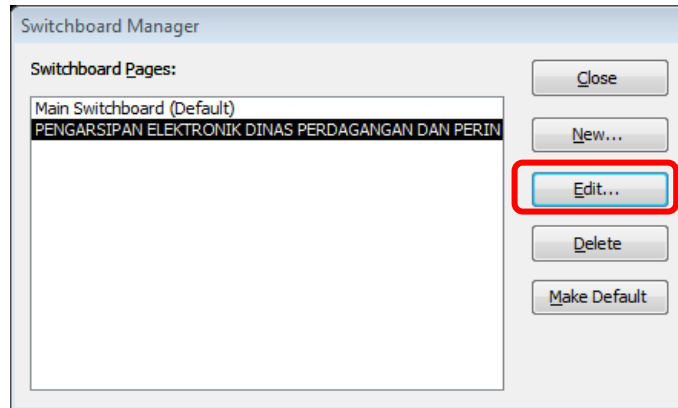 Switchboard Manager
Switchboard Pages:
Main Switchboard (Default)
PENGARSIPAN ELEKTRONIK DINAS PERDAGANGAN DAN PERIN
Close
New...
Edit...
Delete
Make Default